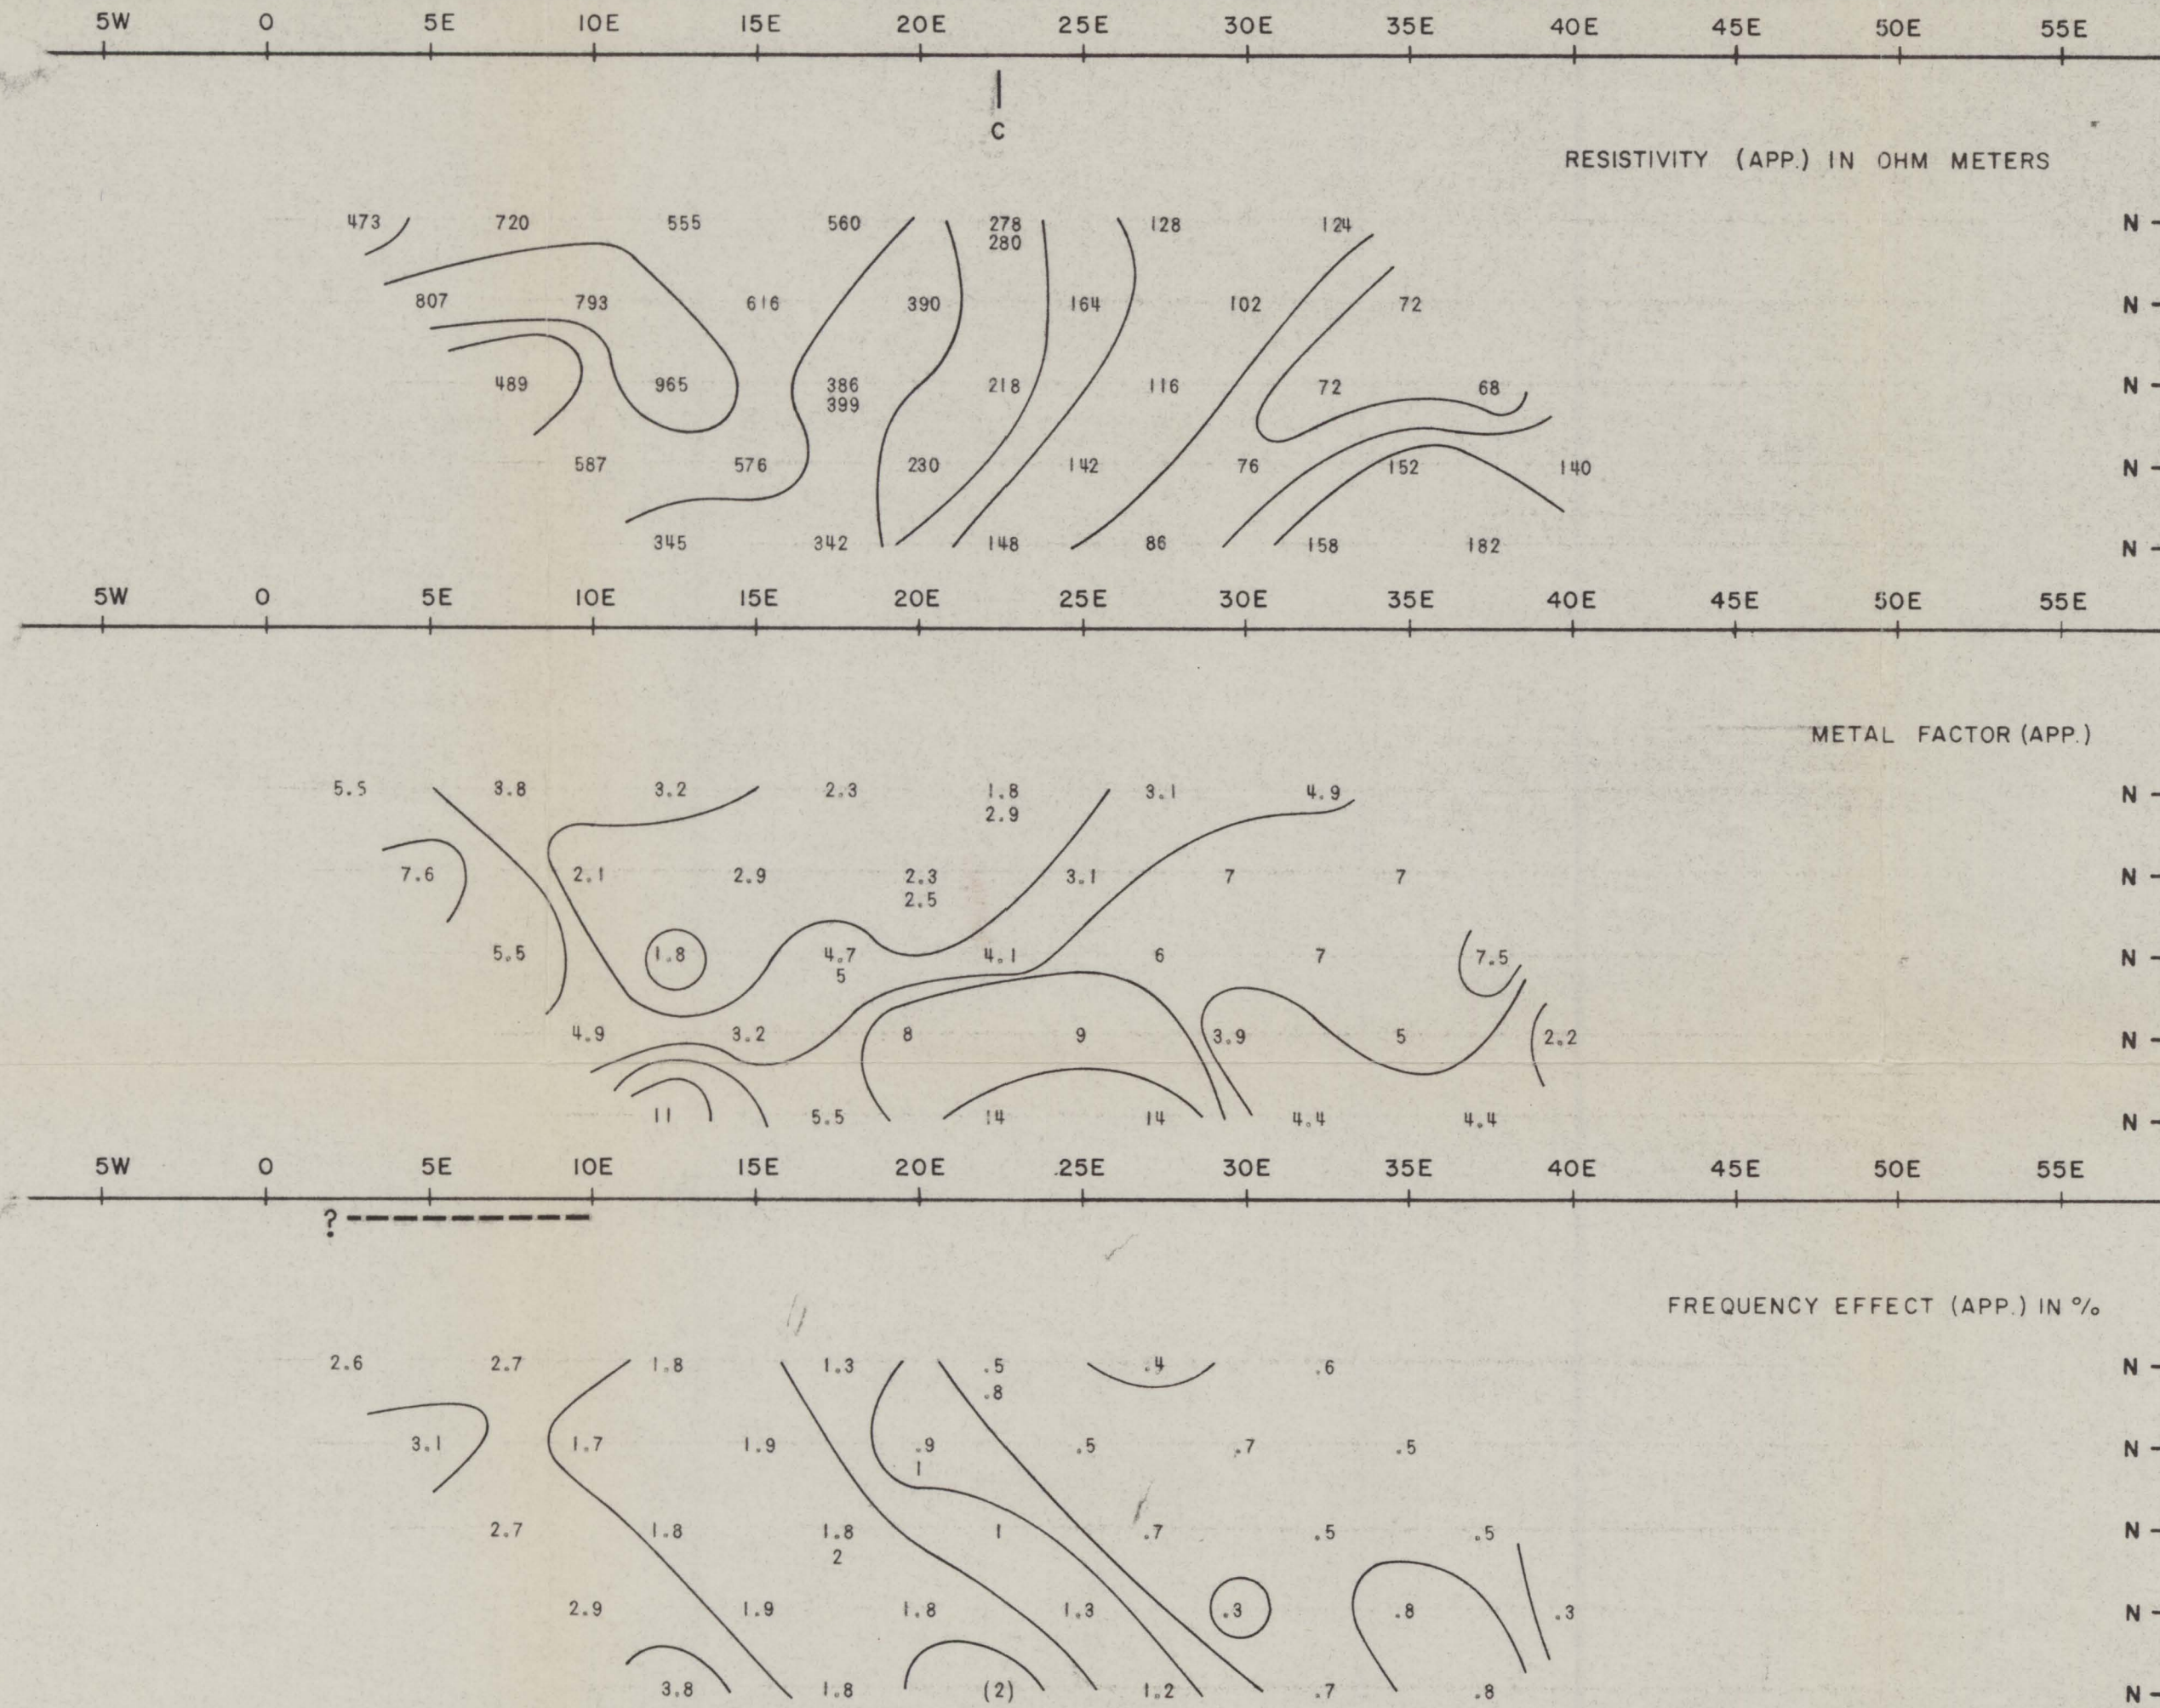 5W 0 5E 10E 15E 20E 25E 30E 35E 40E 45E 50E 55E
C
RESISTIVITY (APP.) IN OHM METERS
473 720 555 560 278 128 124 N -
280
807 793 616 390 164 102 72 N -
489 965 386 218 116 72 68 N -
399
587 576 230 142 76 152 140 N -
345 342 148 86 158 182 N -
5W 0 5E 10E 15E 20E 25E 30E 35E 40E 45E 50E 55E
METAL FACTOR (APP.)
5.5 3.8 3.2 2.3 1.8 3.1 4.9 N -
2.9
7.6 2.1 2.9 2.3 3.1 7 7 N -
2.5
5.5 1.8 4.7 4.1 6 7 7.5 N -
5
4.9 3.2 8 9 3.9 5 2.2 N -
11 5.5 14 14 4.4 4.4 N -
5W 0 5E 10E 15E 20E 25E 30E 35E 40E 45E 50E 55E
?
FREQUENCY EFFECT (APP.) IN %
2.6 2.7 1.8 1.3 .5 .4 .6 N -
.8
3.1 1.7 1.9 .9 .5 .7 .5 N -
1
2.7 1.8 1.8 1 .7 .5 .5 N -
2
2.9 1.9 1.8 1.3 .3 .8 .3 N -
3.8 1.8 (2) 1.2 .7 .8 N -